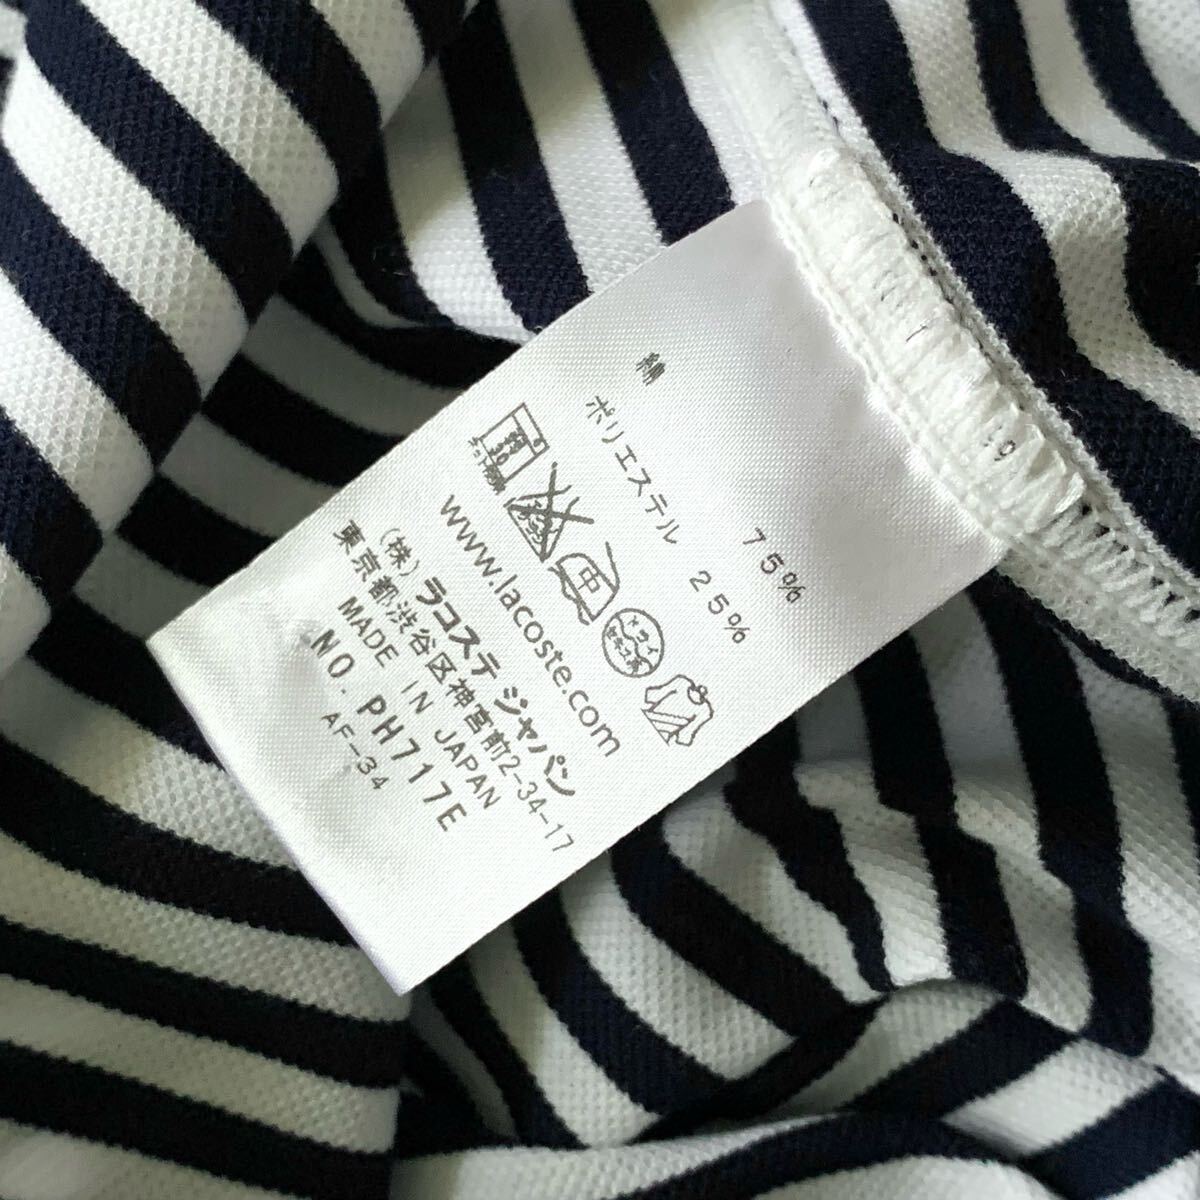 綿 75%
ポリエステル 25%
中
www.lacoste.com
(株)ラコステ ジャパン
東京都渋谷区神宮前2-34-17
MADE IN JAPAN
NO. PH717E
AF-34